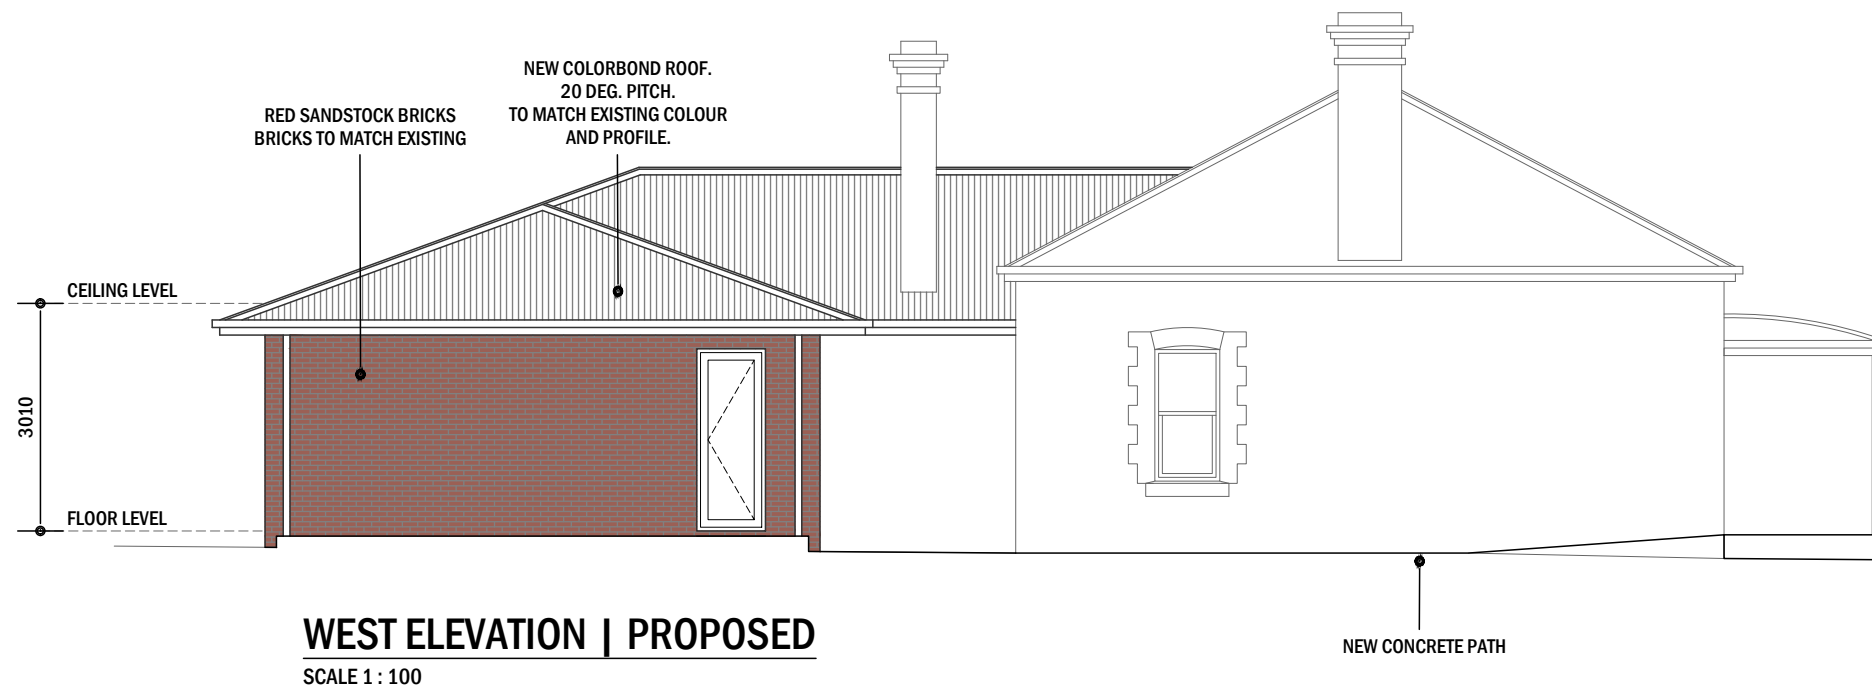 NEW COLORBOND ROOF.
20 DEG. PITCH.
TO MATCH EXISTING COLOUR
AND PROFILE.
RED SANDSTOCK BRICKS
BRICKS TO MATCH EXISTING
CEILING LEVEL
3010
FLOOR LEVEL
WEST ELEVATION | PROPOSED
SCALE 1 : 100
NEW CONCRETE PATH